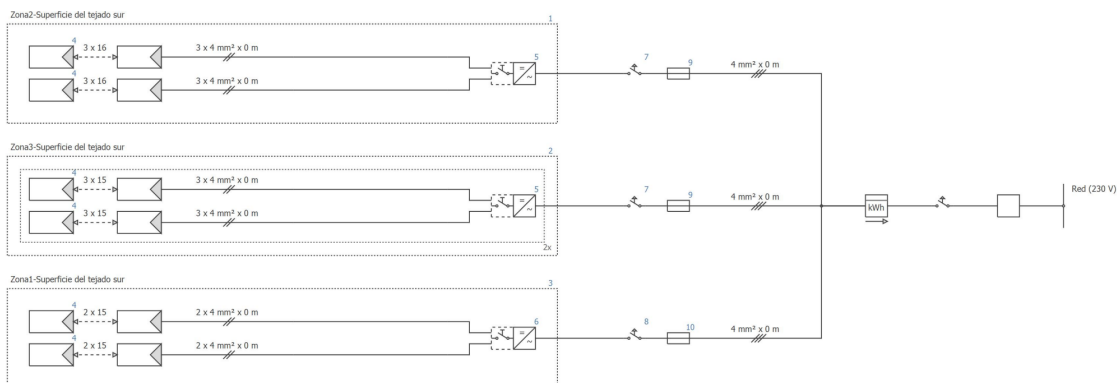 Zona2-Superficie del tejado sur
1
4
3 x 16
3 x 4 mm² x 0 m
5
7
9
4 mm² x 0 m
4
3 x 16
3 x 4 mm² x 0 m
=
~
Zona3-Superficie del tejado sur
2
4
3 x 15
3 x 4 mm² x 0 m
5
7
9
4 mm² x 0 m
Red (230 V)
4
3 x 15
3 x 4 mm² x 0 m
=
~
kWh
2x
Zona1-Superficie del tejado sur
3
4
2 x 15
2 x 4 mm² x 0 m
6
8
10
4 mm² x 0 m
4
2 x 15
2 x 4 mm² x 0 m
=
~